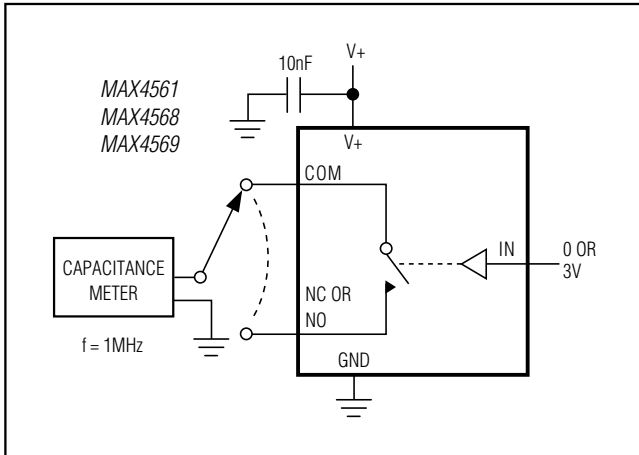 MAX4561
MAX4568
MAX4569
10nF
V+
V+
COM
CAPACITANCE
METER
f = 1MHz
NC OR
NO
IN
0 OR
3V
GND